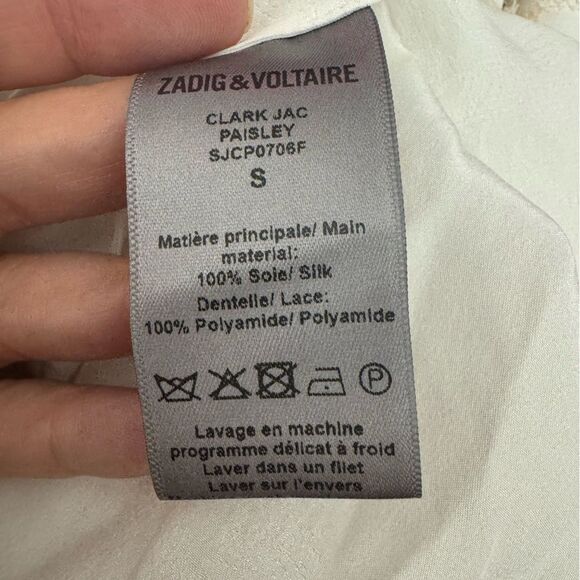 ZADIG&VOLTAIRE
CLARK JAC
PAISLEY
SJCP0706F
S
Matière principale/ Main
material:
100% Soie/ Silk
Dentelle/ Lace:
100% Polyamide/ Polyamide
P
Lavage en machine
programme délicat à froid
Laver dans un filet
Laver sur l'envers